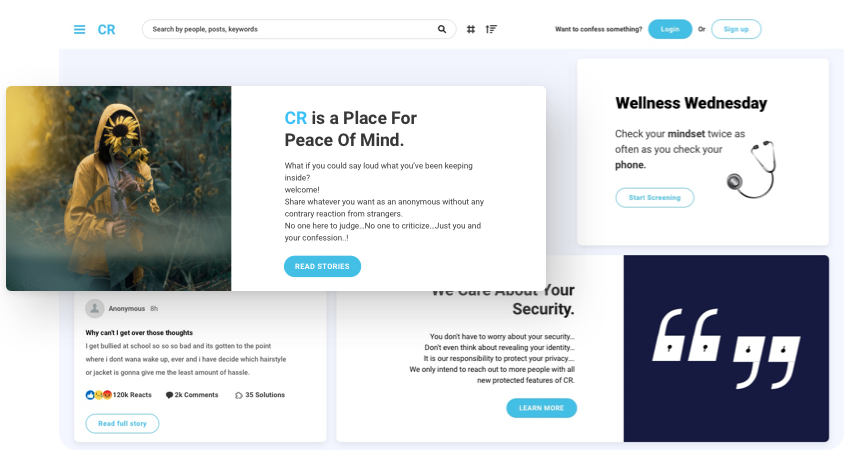 CR
Search by people, posts, keywords
Want to confess something?
Login
Or
Sign up
CR is a Place For
Peace Of Mind.
What if you could say loud what you've been keeping
inside?
welcome!
Share whatever you want as an anonymous without any
contrary reaction from strangers.
No one here to judge...No one to criticize...Just you and
your confession..!
READ STORIES
Wellness Wednesday
Check your mindset twice as
often as you check your
phone.
Start Screening
Anonymous 8h
Why can't I get over those thoughts
I get bullied at school so so so bad and its gotten to the point
where i dont wana wake up, ever and i have decide which hairstyle
or jacket is gonna give me the least amount of hassle.
120k Reacts
2k Comments
35 Solutions
Read full story
We Care About Your
Security.
You don't have to worry about your security...
Don't even think about revealing your identity...
It is our responsibility to protect your privacy....
We only intend to reach out to more people with all
new protected features of CR.
LEARN MORE